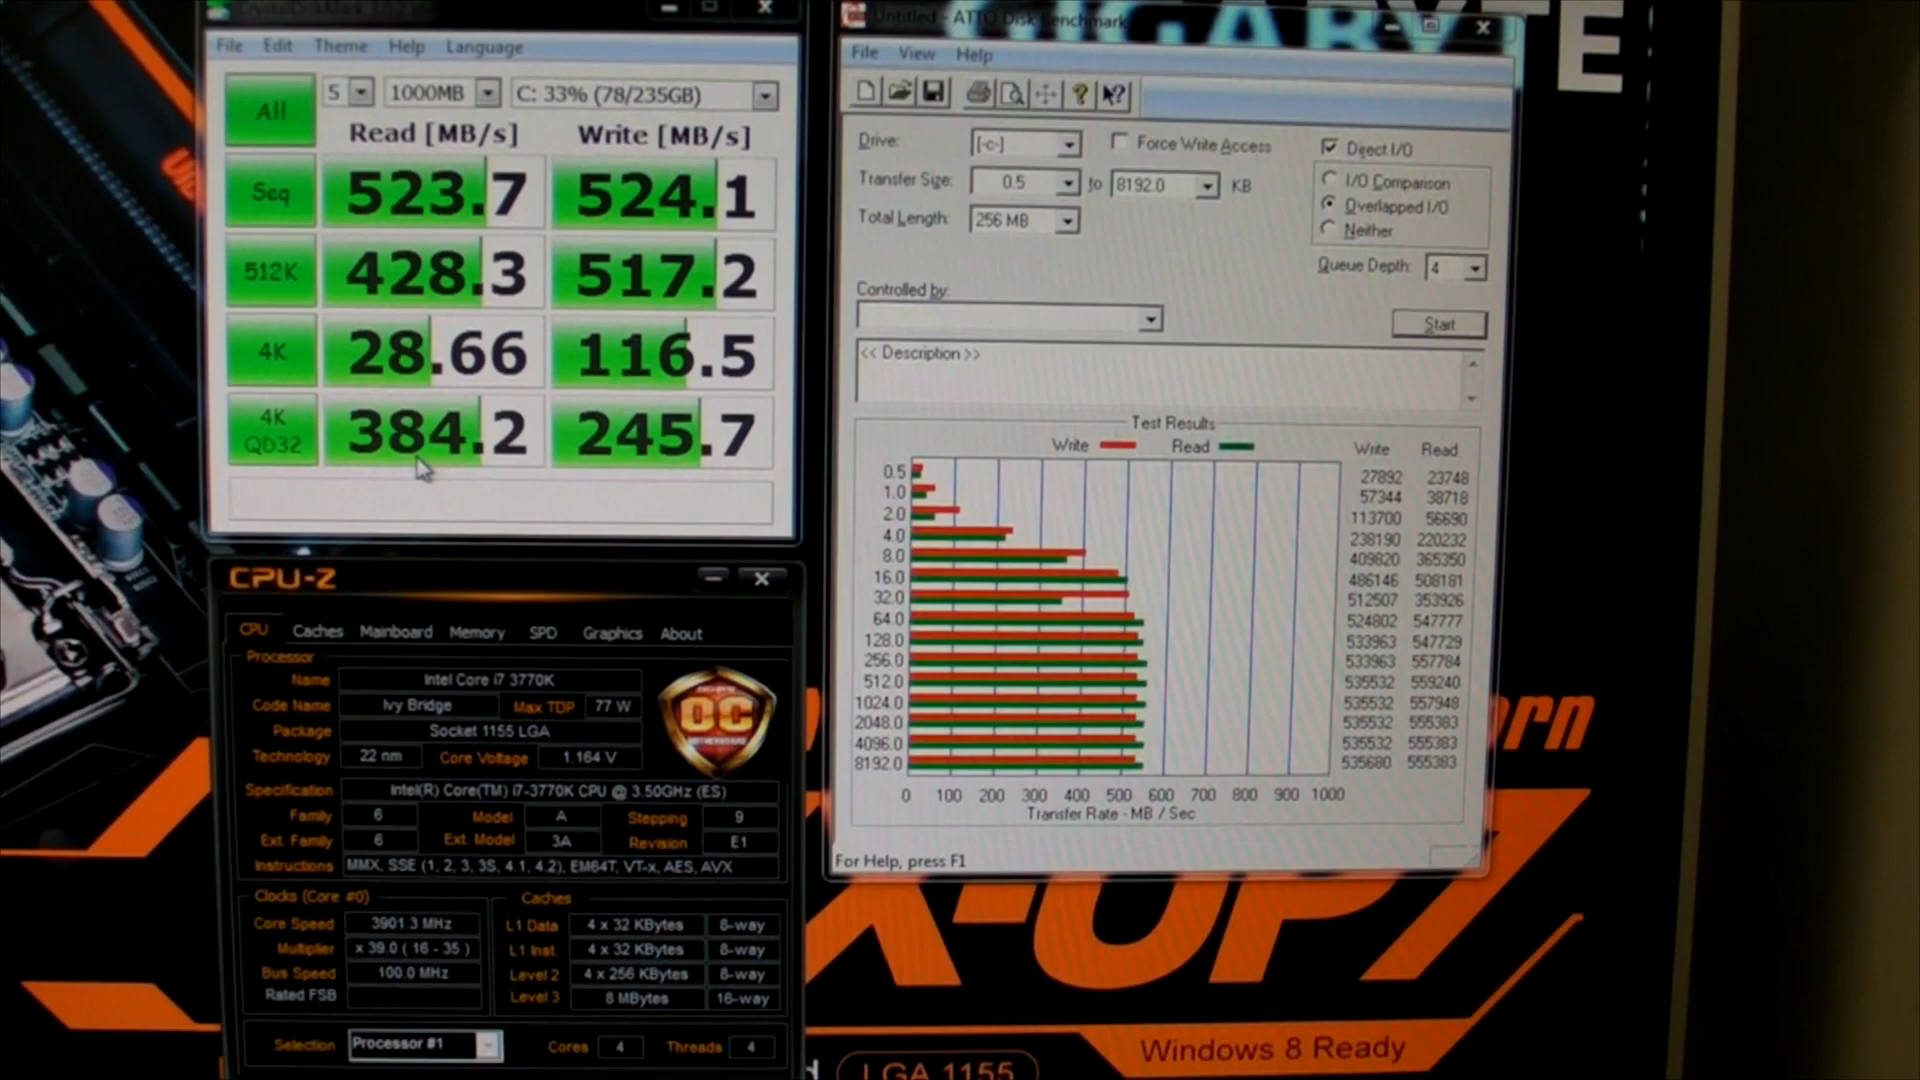 CrystalDiskMark
File Edit Theme Help Language
All 5 1000MB C: 33% (78/235GB)
Read [MB/s] Write [MB/s]
Seq 523.7 524.1
512K 428.3 517.2
4K 28.66 116.5
4K QD32 384.2 245.7
CPU-Z
CPU Caches Mainboard Memory SPD Graphics About
Processor
Name Intel Core i7 3770K
Code Name Ivy Bridge Max TDP 77 W
Package Socket 1155 LGA
Technology 22 nm Core Voltage 1.164 V
OC
Specification Intel(R) Core(TM) i7-3770K CPU @ 3.50GHz (ES)
Family 6 Model A Stepping 9
Ext. Family 6 Ext. Model 3A Revision E1
Instructions MMX, SSE (1, 2, 3, 3S, 4.1, 4.2), EM64T, VT-x, AES, AVX
Clocks (Core #0) Caches
Core Speed 3901.3 MHz L1 Data 4 x 32 KBytes 8-way
Multiplier x 39.0 ( 16 - 35 ) L1 Inst. 4 x 32 KBytes 8-way
Bus Speed 100.0 MHz Level 2 4 x 256 KBytes 8-way
Rated FSB Level 3 8 MBytes 16-way
Selection Processor #1 Cores 4 Threads 4
Untitled - ATTO Disk Benchmark
GIGABYTE
File View Help
Drive: [-c-] Force Write Access Direct I/O
Transfer Size: 0.5 to 8192.0 KB I/O Comparison
Overlapped I/O
Total Length: 256 MB Neither
Queue Depth: 4
Controlled by:
Start
<< Description >>
Test Results
Write Read Write Read
0.5 27892 23748
1.0 57344 38718
2.0 113700 56690
4.0 238190 220232
8.0 409820 365350
16.0 486146 508181
32.0 512507 353926
64.0 524802 547777
128.0 533963 547729
256.0 533963 557784
512.0 535532 559240
1024.0 535532 557948
2048.0 535532 555383
4096.0 535532 555383
8192.0 535680 555383
0 100 200 300 400 500 600 700 800 900 1000
Transfer Rate - MB / Sec
For Help, press F1
rn
X-UP7
Windows 8 Ready
LGA 1155